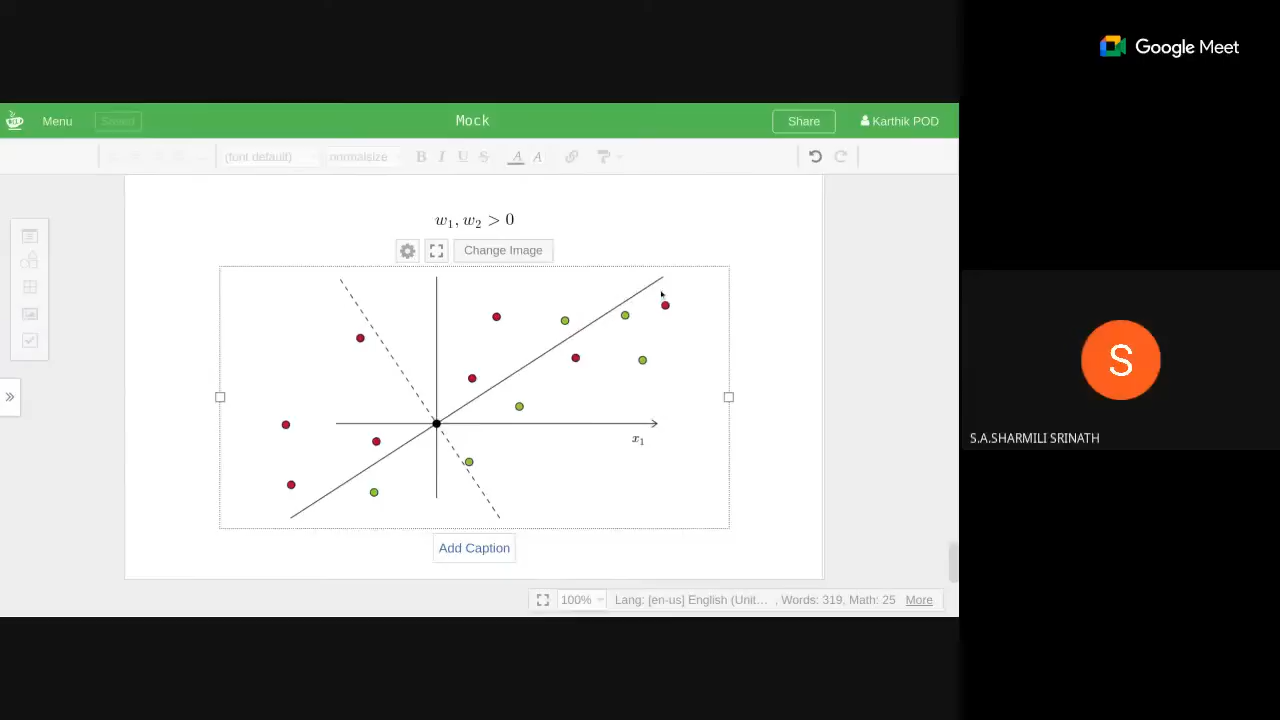 Google Meet
Menu
Saved
Mock
Share
Karthik POD
(font default)
normalsize
B I U S A A
w₁, w₂ > 0
Change Image
x₁
Add Caption
S
S.A.SHARMILI SRINATH
100%
Lang: [en-us] English (Unit... , Words: 319, Math: 25
More